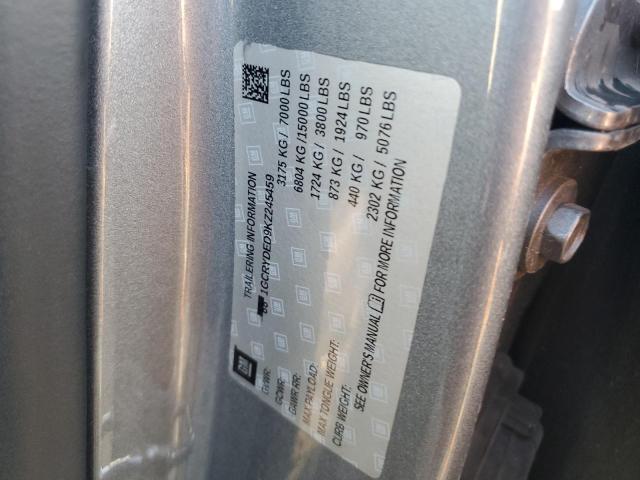 GM
TRAILERING INFORMATION
1GCRYDED9KZ245459
GVWR: 3175 KG / 7000 LBS
GCWR: 6804 KG / 15000 LBS
GAWR RR: 1724 KG / 3800 LBS
MAX PAYLOAD: 873 KG / 1924 LBS
MAX TONGUE WEIGHT: 440 KG / 970 LBS
CURB WEIGHT: 2302 KG / 5076 LBS
SEE OWNER'S MANUAL FOR MORE INFORMATION